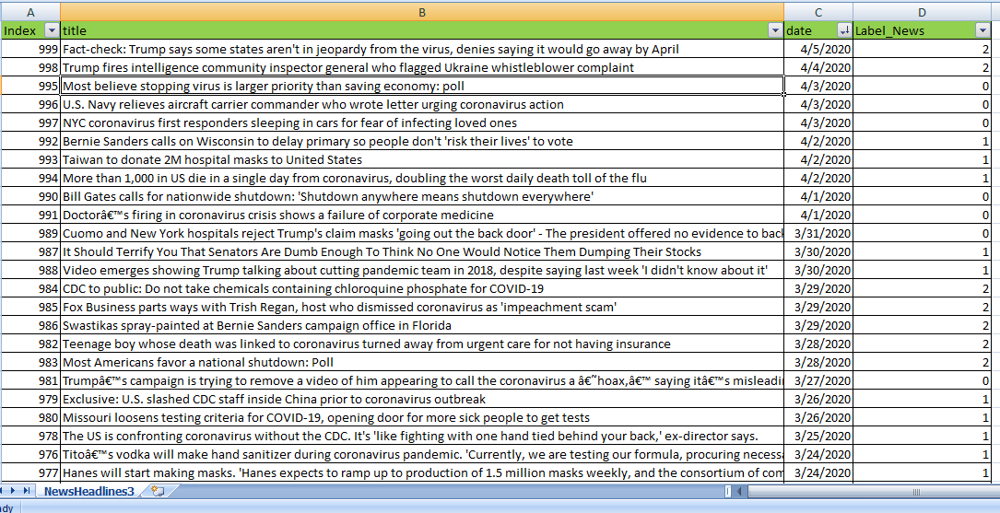 A B C D
Index title date Label_News
999 Fact-check: Trump says some states aren't in jeopardy from the virus, denies saying it would go away by April 4/5/2020 2
998 Trump fires intelligence community inspector general who flagged Ukraine whistleblower complaint 4/4/2020 2
995 Most believe stopping virus is larger priority than saving economy: poll 4/3/2020 0
996 U.S. Navy relieves aircraft carrier commander who wrote letter urging coronavirus action 4/3/2020 0
997 NYC coronavirus first responders sleeping in cars for fear of infecting loved ones 4/3/2020 0
992 Bernie Sanders calls on Wisconsin to delay primary so people don't 'risk their lives' to vote 4/2/2020 1
993 Taiwan to donate 2M hospital masks to United States 4/2/2020 1
994 More than 1,000 in US die in a single day from coronavirus, doubling the worst daily death toll of the flu 4/2/2020 1
990 Bill Gates calls for nationwide shutdown: 'Shutdown anywhere means shutdown everywhere' 4/1/2020 0
991 Doctorâ€™s firing in coronavirus crisis shows a failure of corporate medicine 4/1/2020 0
989 Cuomo and New York hospitals reject Trump's claim masks 'going out the back door' - The president offered no evidence to back 3/31/2020 0
987 It Should Terrify You That Senators Are Dumb Enough To Think No One Would Notice Them Dumping Their Stocks 3/30/2020 1
988 Video emerges showing Trump talking about cutting pandemic team in 2018, despite saying last week 'I didn't know about it' 3/30/2020 1
984 CDC to public: Do not take chemicals containing chloroquine phosphate for COVID-19 3/29/2020 2
985 Fox Business parts ways with Trish Regan, host who dismissed coronavirus as 'impeachment scam' 3/29/2020 2
986 Swastikas spray-painted at Bernie Sanders campaign office in Florida 3/29/2020 2
982 Teenage boy whose death was linked to coronavirus turned away from urgent care for not having insurance 3/28/2020 2
983 Most Americans favor a national shutdown: Poll 3/28/2020 2
981 Trumpâ€™s campaign is trying to remove a video of him appearing to call the coronavirus a â€˜hoax,â€™ saying itâ€™s misleadi 3/27/2020 0
979 Exclusive: U.S. slashed CDC staff inside China prior to coronavirus outbreak 3/26/2020 1
980 Missouri loosens testing criteria for COVID-19, opening door for more sick people to get tests 3/26/2020 1
978 The US is confronting coronavirus without the CDC. It's 'like fighting with one hand tied behind your back,' ex-director says. 3/25/2020 1
976 Titoâ€™s vodka will make hand sanitizer during coronavirus pandemic. 'Currently, we are testing our formula, procuring necessa 3/24/2020 1
977 Hanes will start making masks. 'Hanes expects to ramp up to production of 1.5 million masks weekly, and the consortium of com 3/24/2020 1
NewsHeadlines3
ady